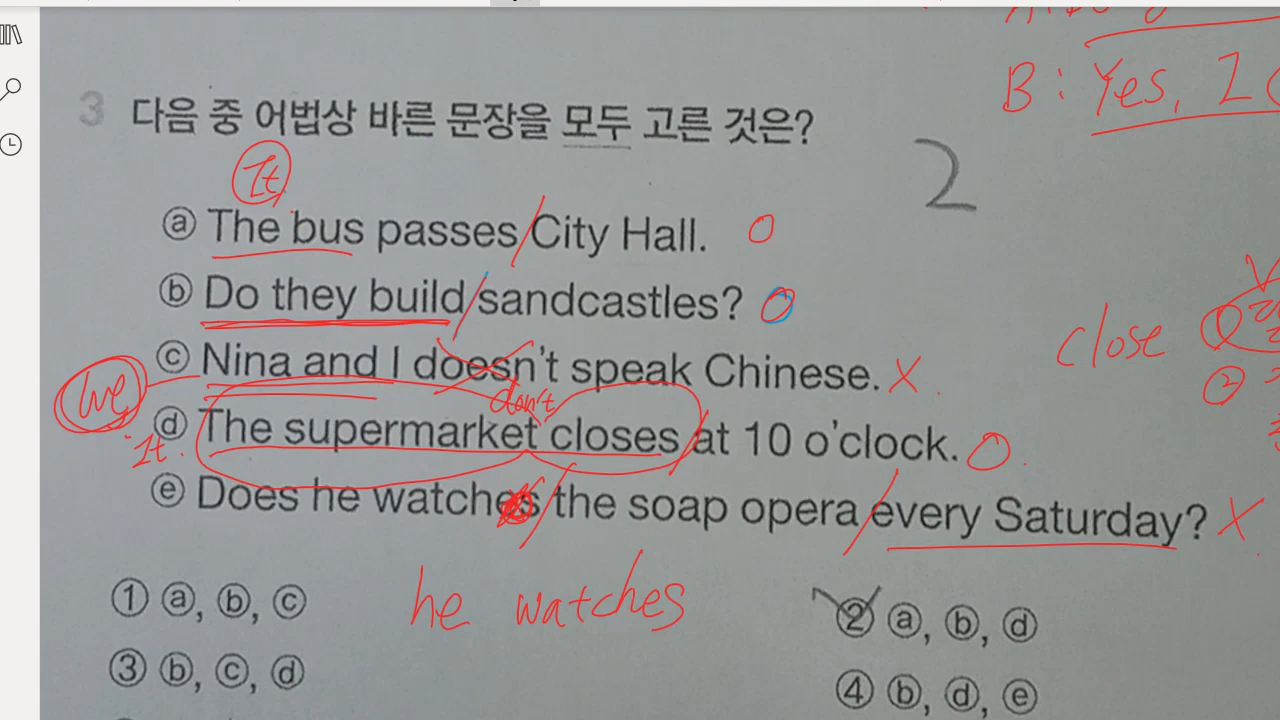 B : Yes, I
3 다음 중 어법상 바른 문장을 모두 고른 것은?
2
It
ⓐ The bus passes City Hall. O
ⓑ Do they build sandcastles? O
close ①
②
ⓒ Nina and I doesn't speak Chinese. X
we
don't
ⓓ The supermarket closes at 10 o'clock. O
It
ⓔ Does he watches the soap opera every Saturday? X
he watches
① ⓐ, ⓑ, ⓒ
② ⓐ, ⓑ, ⓓ
③ ⓑ, ⓒ, ⓓ
④ ⓑ, ⓓ, ⓔ